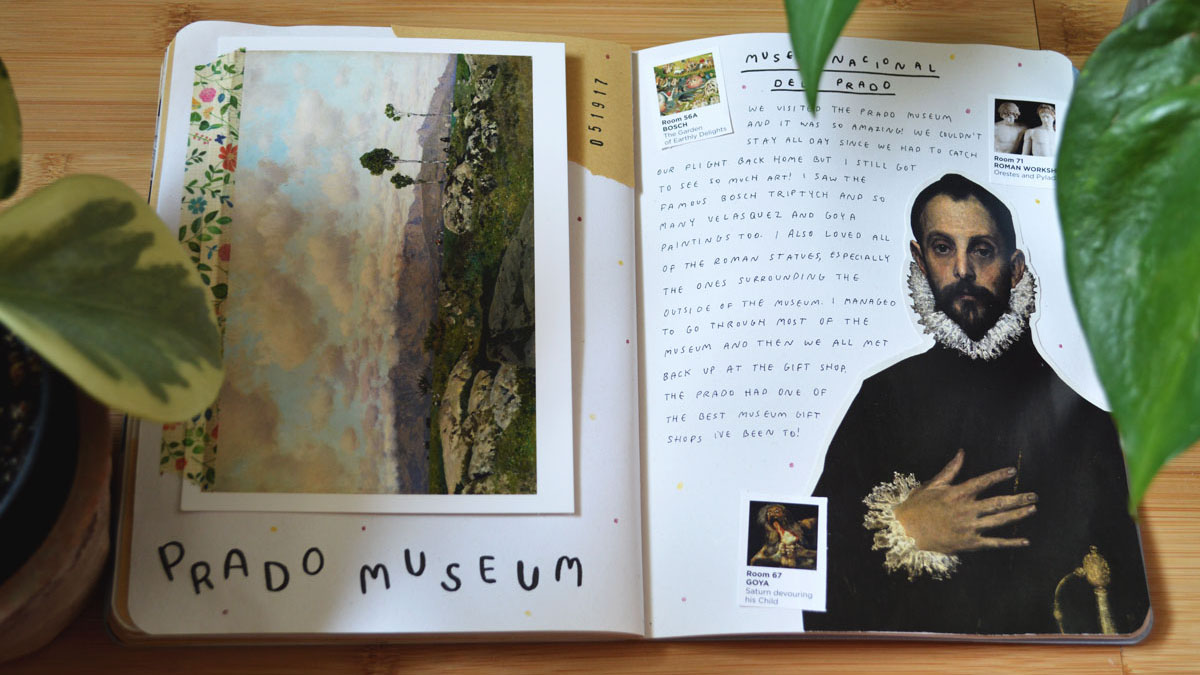 051917
PRADO MUSEUM
Room 56A
BOSCH
The Garden
of Earthly Delights
NACIONAL
PRADO
Room 71
ROMAN WORKSH
Orestes and Pylad
WE VISITED THE PRADO MUSEUM
AND IT WAS SO AMAZING! WE COULDN'T
STAY ALL DAY SINCE WE HAD TO CATCH
OUR FLIGHT BACK HOME BUT I STILL GOT
TO SEE SO MUCH ART! I SAW THE
FAMOUS BOSCH TRIPTYCH AND SO
MANY VELASQUEZ AND GOYA
PAINTINGS TOO. I ALSO LOVED ALL
OF THE ROMAN STATUES, ESPECIALLY
THE ONES SURROUNDING THE
OUTSIDE OF THE MUSEUM. I MANAGED
TO GO THROUGH MOST OF THE
MUSEUM AND THEN WE ALL MET
BACK UP AT THE GIFT SHOP.
THE PRADO HAD ONE OF
THE BEST MUSEUM GIFT
SHOPS I'VE BEEN TO!
Room 67
GOYA
Saturn devouring
his Child